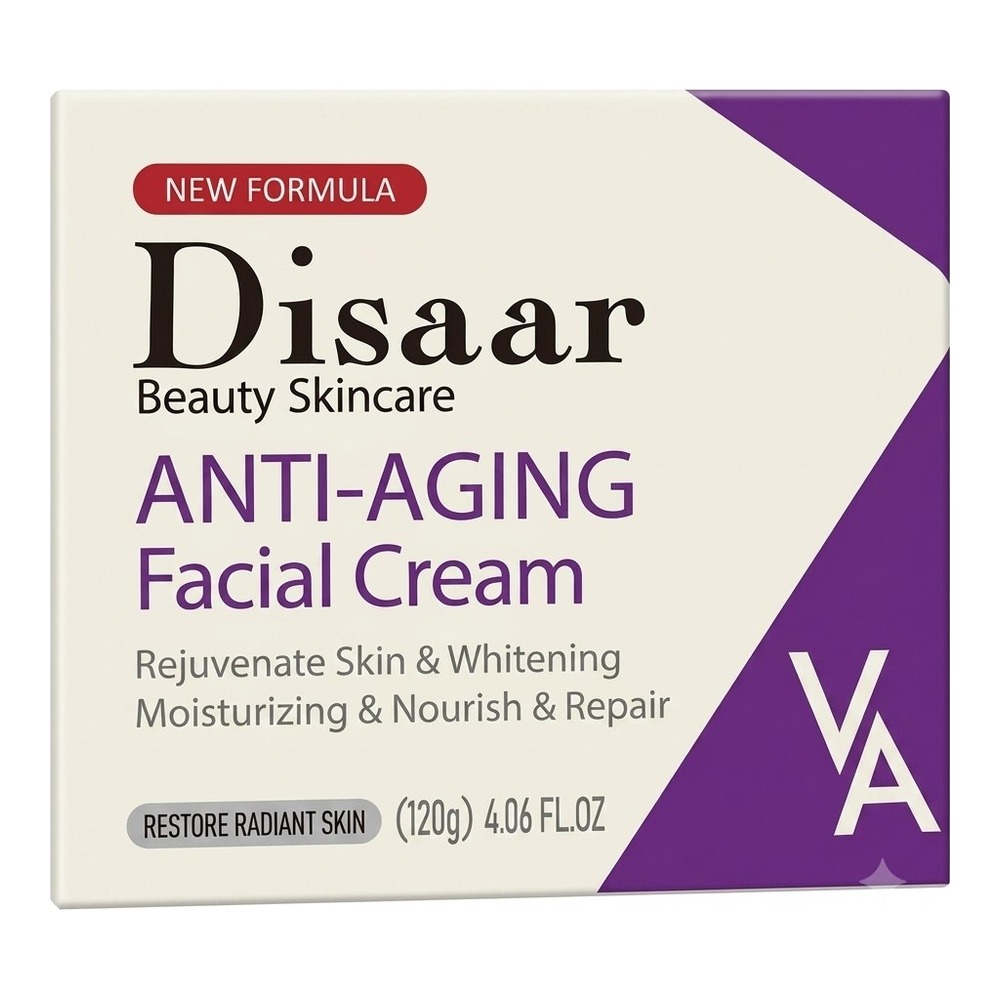 NEW FORMULA
Disaar
Beauty Skincare
ANTI-AGING
Facial Cream
Rejuvenate Skin & Whitening
Moisturizing & Nourish & Repair
VA
RESTORE RADIANT SKIN (120g) 4.06 FL.OZ